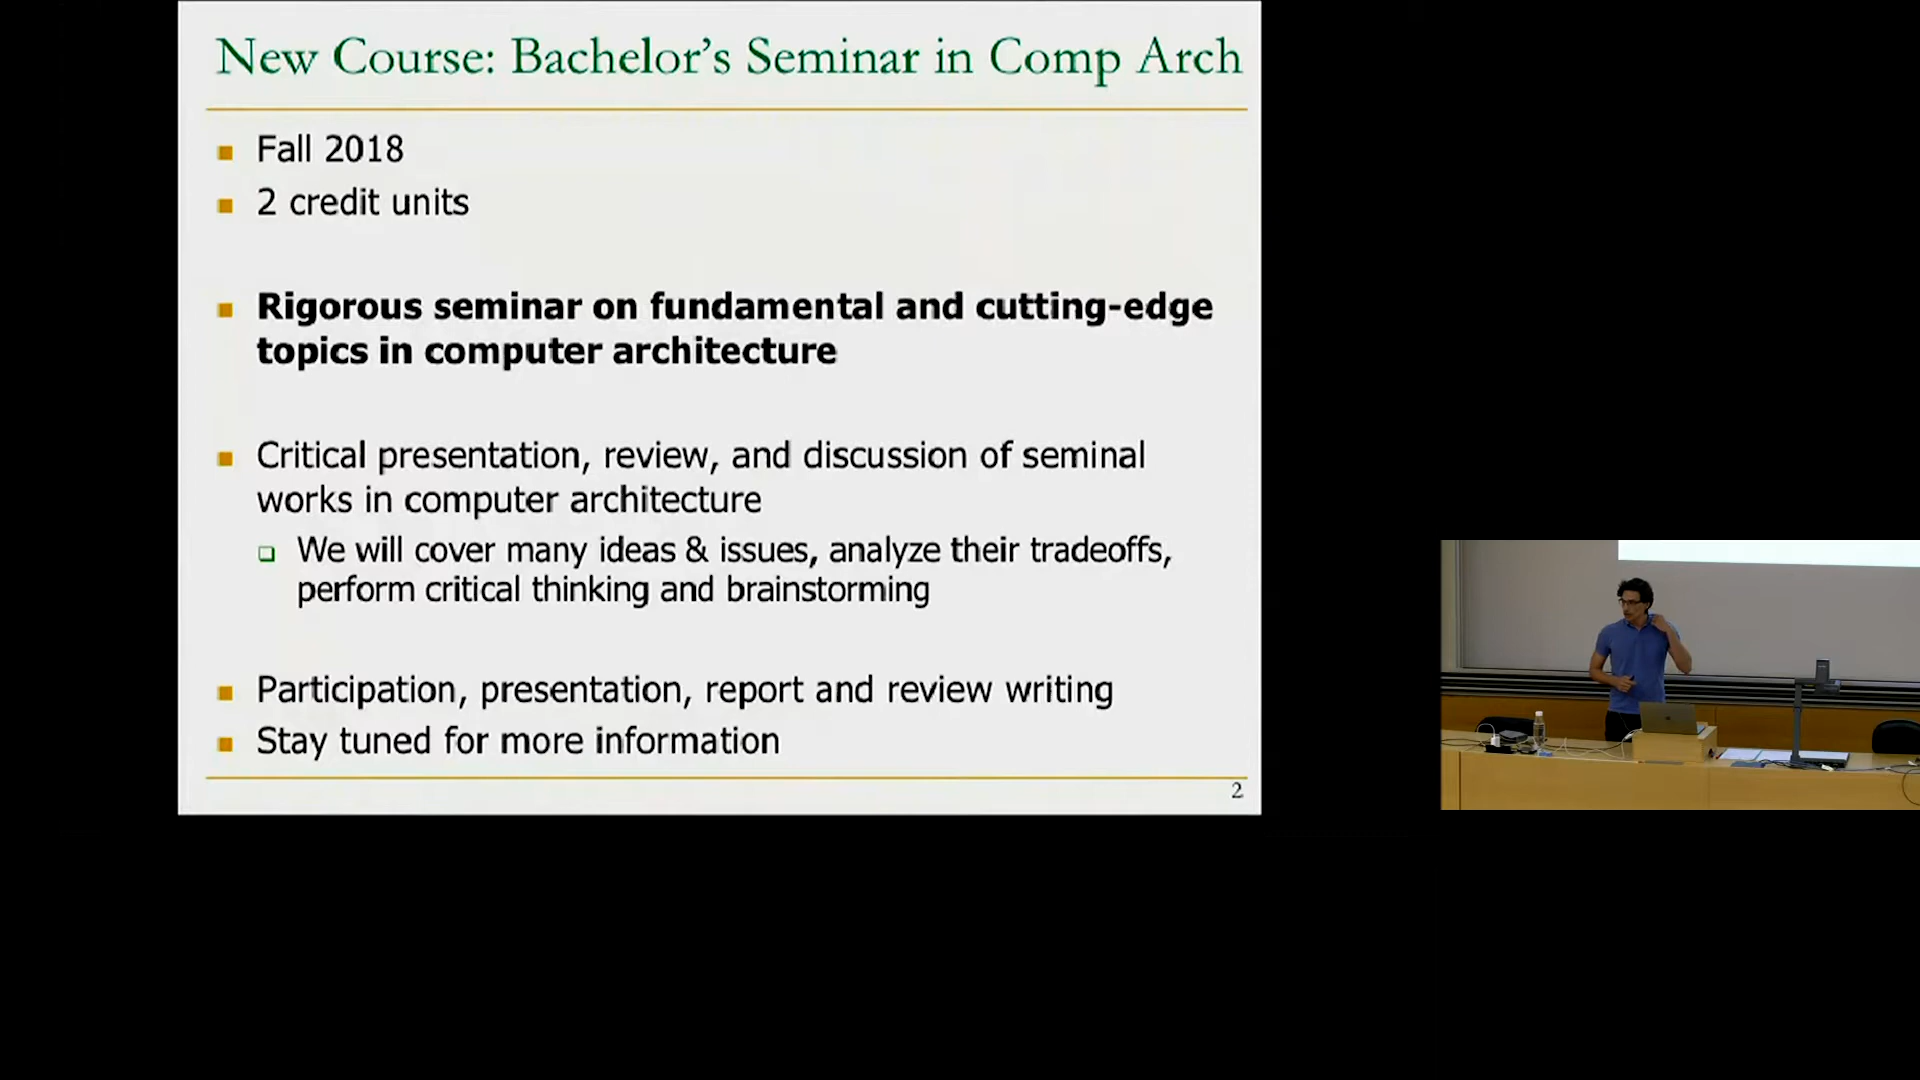 New Course: Bachelor's Seminar in Comp Arch
Fall 2018
2 credit units
Rigorous seminar on fundamental and cutting-edge
topics in computer architecture
Critical presentation, review, and discussion of seminal
works in computer architecture
We will cover many ideas & issues, analyze their tradeoffs,
perform critical thinking and brainstorming
Participation, presentation, report and review writing
Stay tuned for more information
2